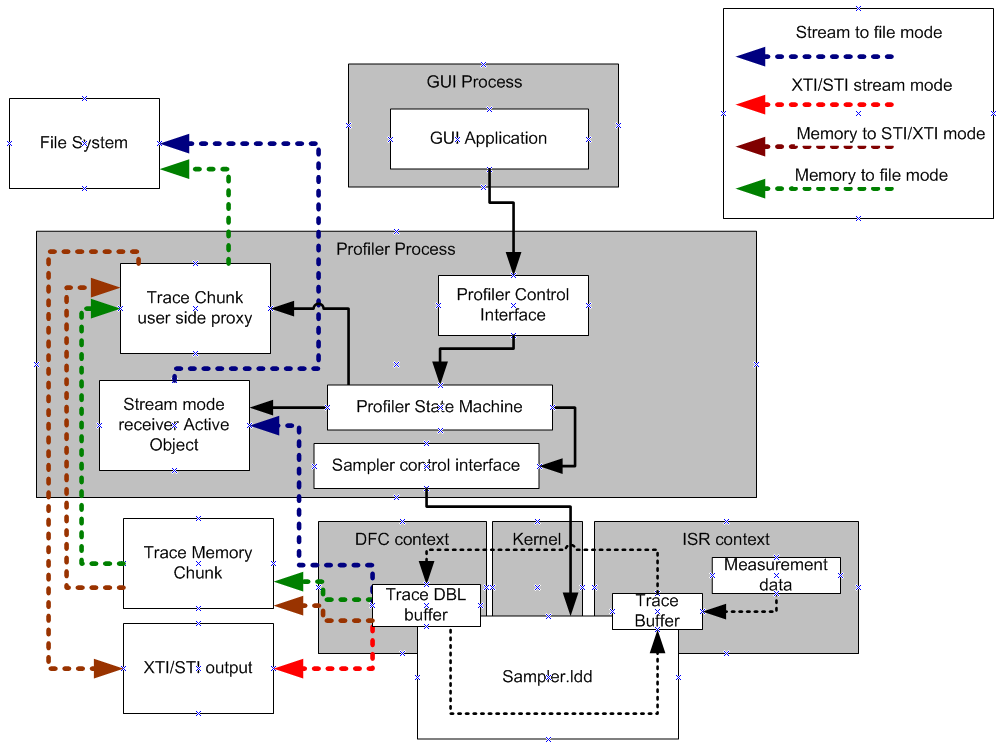 Stream to file mode
XTI/STI stream mode
Memory to STI/XTI mode
Memory to file mode
GUI Process
GUI Application
File System
Profiler Process
Trace Chunk
user side proxy
Profiler Control
Interface
Stream mode
receiver Active
Object
Profiler State Machine
Sampler control interface
Trace Memory
Chunk
DFC context
Kernel
ISR context
Measurement
data
Trace DBL
buffer
Trace
Buffer
XTI/STI output
Sampler.ldd